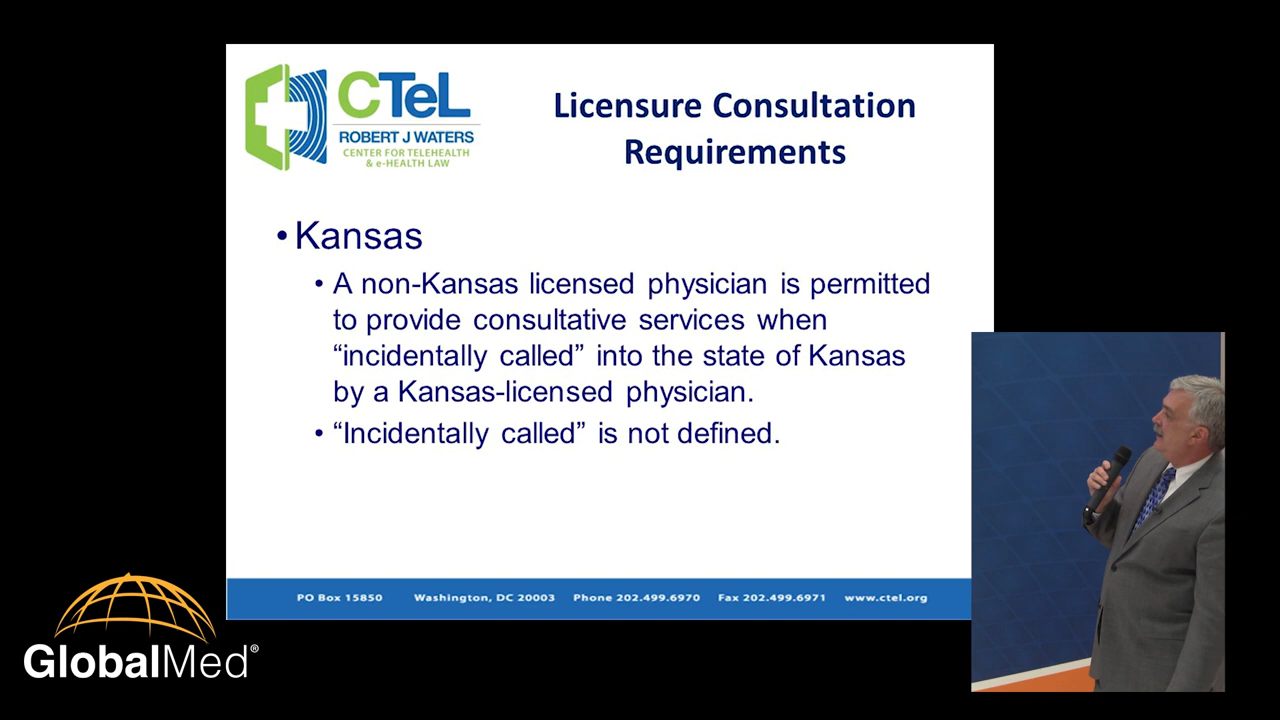 CTeL
ROBERT J WATERS
CENTER FOR TELEHEALTH
& e-HEALTH LAW
Licensure Consultation
Requirements
• Kansas
• A non-Kansas licensed physician is permitted
to provide consultative services when
“incidentally called” into the state of Kansas
by a Kansas-licensed physician.
• “Incidentally called” is not defined.
PO Box 15850 Washington, DC 20003 Phone 202.499.6970 Fax 202.499.6971 www.ctel.org
GlobalMed®